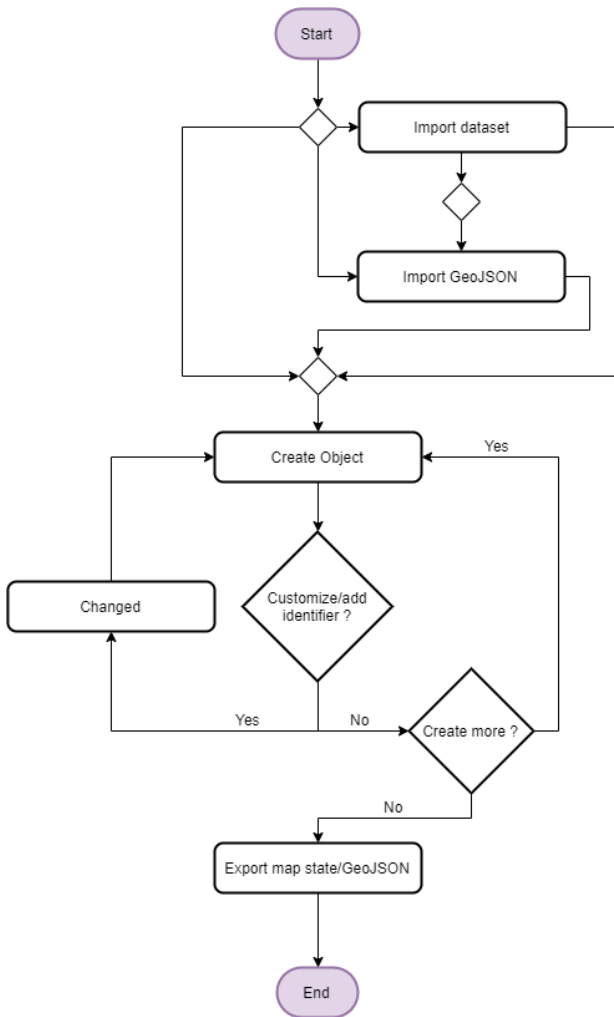 Start
Import dataset
Import GeoJSON
Create Object
Yes
Changed
Customize/add
identifier ?
Yes
No
Create more ?
No
Export map state/GeoJSON
End